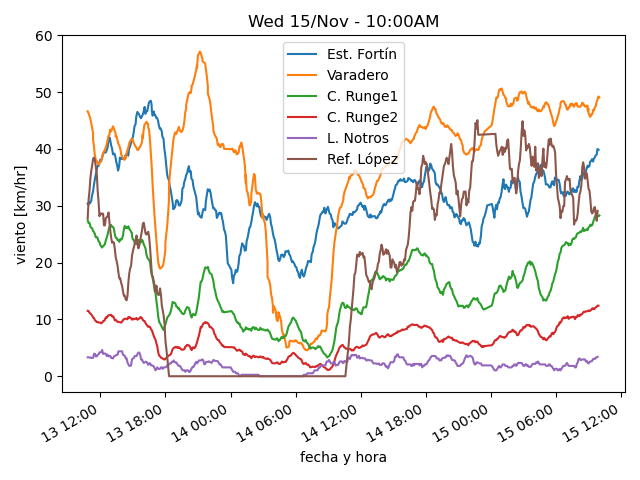 Wed 15/Nov - 10:00AM
60
50
40
30
20
10
0
viento [km/hr]
Est. Fortín
Varadero
C. Runge1
C. Runge2
L. Notros
Ref. López
13 12:00
13 18:00
14 00:00
14 06:00
14 12:00
14 18:00
15 00:00
15 06:00
15 12:00
fecha y hora